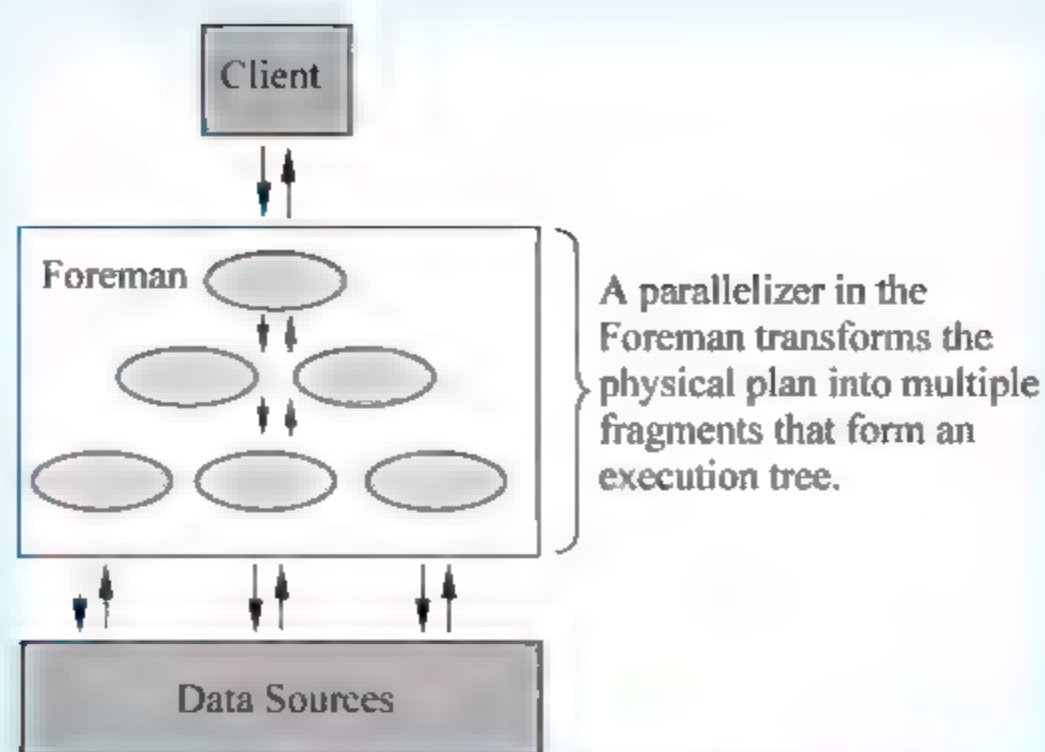 Client
Foreman
A parallelizer in the
Foreman transforms the
physical plan into multiple
fragments that form an
execution tree.
Data Sources